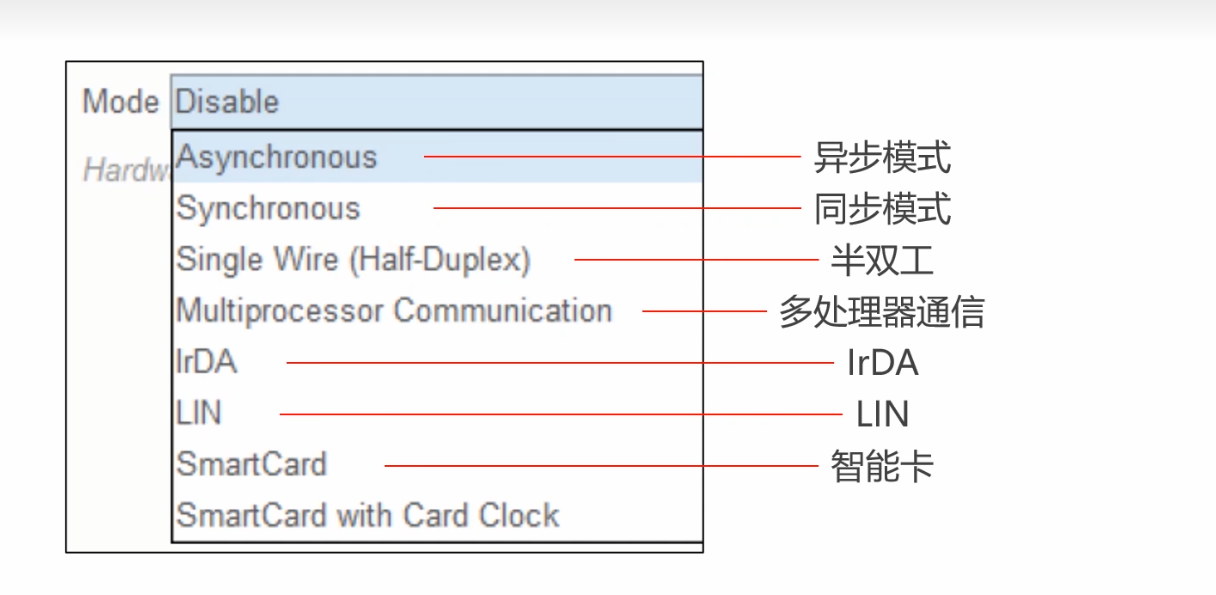 Mode Disable
Asynchronous 异步模式
Hardw
Synchronous 同步模式
Single Wire (Half-Duplex) 半双工
Multiprocessor Communication 多处理器通信
IrDA IrDA
LIN LIN
SmartCard 智能卡
SmartCard with Card Clock